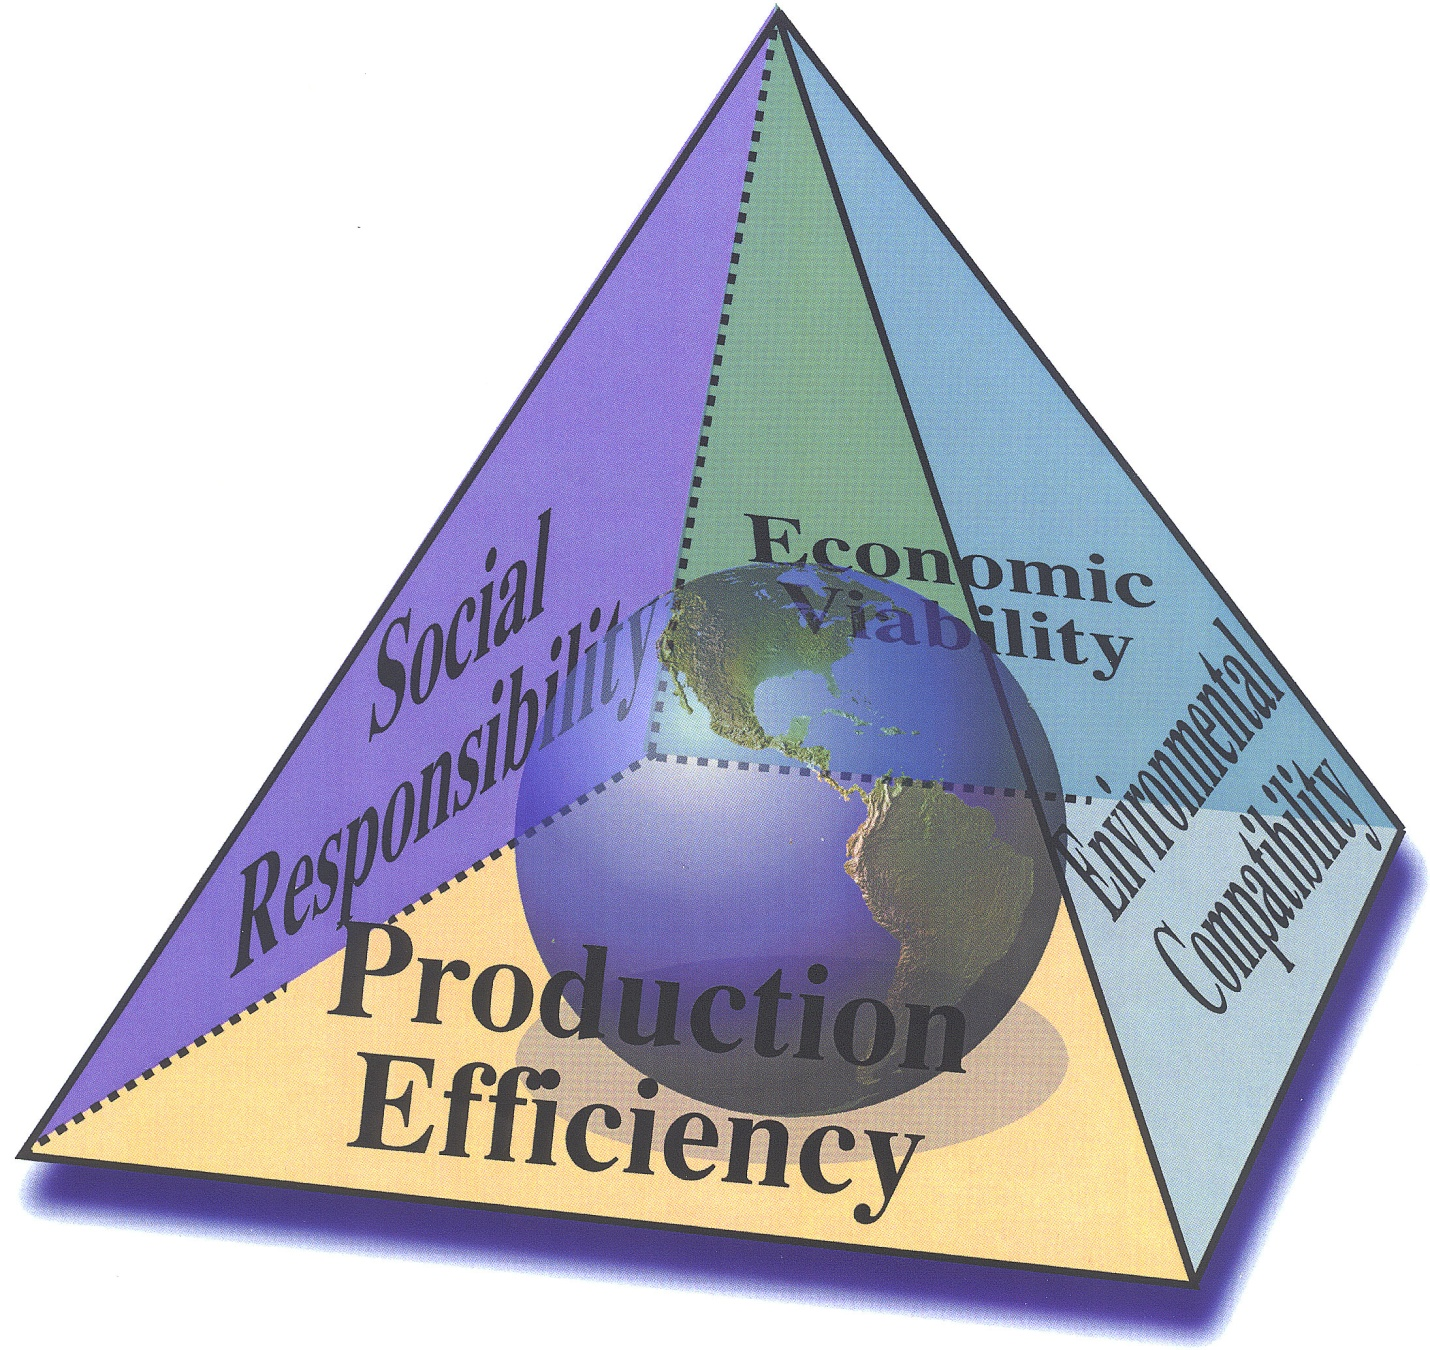 Social
Responsibility
Economic
Viability
Environmental
Compatibility
Production
Efficiency